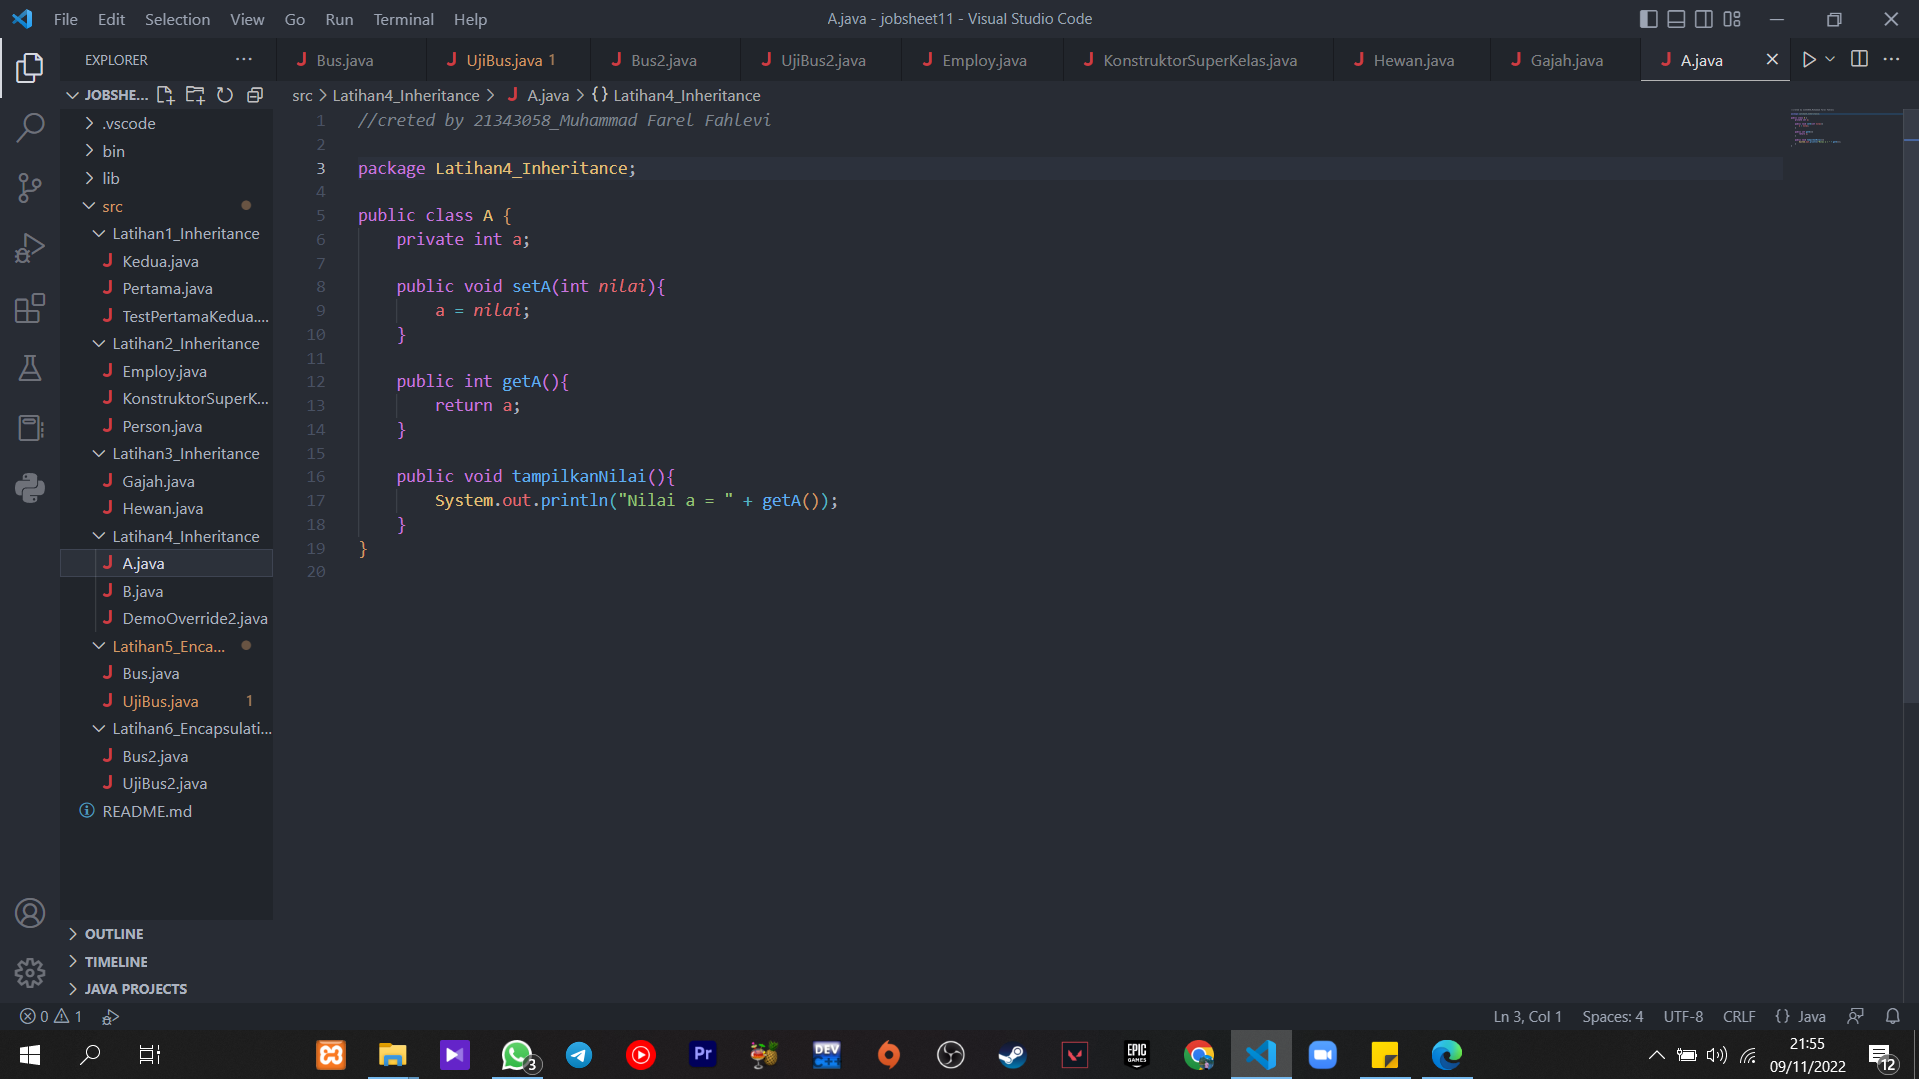 File Edit Selection View Go Run Terminal Help
A.java - jobsheet11 - Visual Studio Code
EXPLORER
Bus.java
UjiBus.java 1
Bus2.java
UjiBus2.java
Employ.java
KonstruktorSuperKelas.java
Hewan.java
Gajah.java
A.java
JOBSHE...
.vscode
bin
lib
src
Latihan1_Inheritance
Kedua.java
Pertama.java
TestPertamaKedua....
Latihan2_Inheritance
Employ.java
KonstruktorSuperK...
Person.java
Latihan3_Inheritance
Gajah.java
Hewan.java
Latihan4_Inheritance
A.java
B.java
DemoOverride2.java
Latihan5_Enca...
Bus.java
UjiBus.java 1
Latihan6_Encapsulati...
Bus2.java
UjiBus2.java
README.md
OUTLINE
TIMELINE
JAVA PROJECTS
src > Latihan4_Inheritance > A.java > {} Latihan4_Inheritance
1 //creted by 21343058_Muhammad Farel Fahlevi
2
3 package Latihan4_Inheritance;
4
5 public class A {
6 private int a;
7
8 public void setA(int nilai){
9 a = nilai;
10 }
11
12 public int getA(){
13 return a;
14 }
15
16 public void tampilkanNilai(){
17 System.out.println("Nilai a = " + getA());
18 }
19 }
20
0 1
Ln 3, Col 1 Spaces: 4 UTF-8 CRLF {} Java
3
Pr
DEV C++
EPIC GAMES
21:55
09/11/2022
12